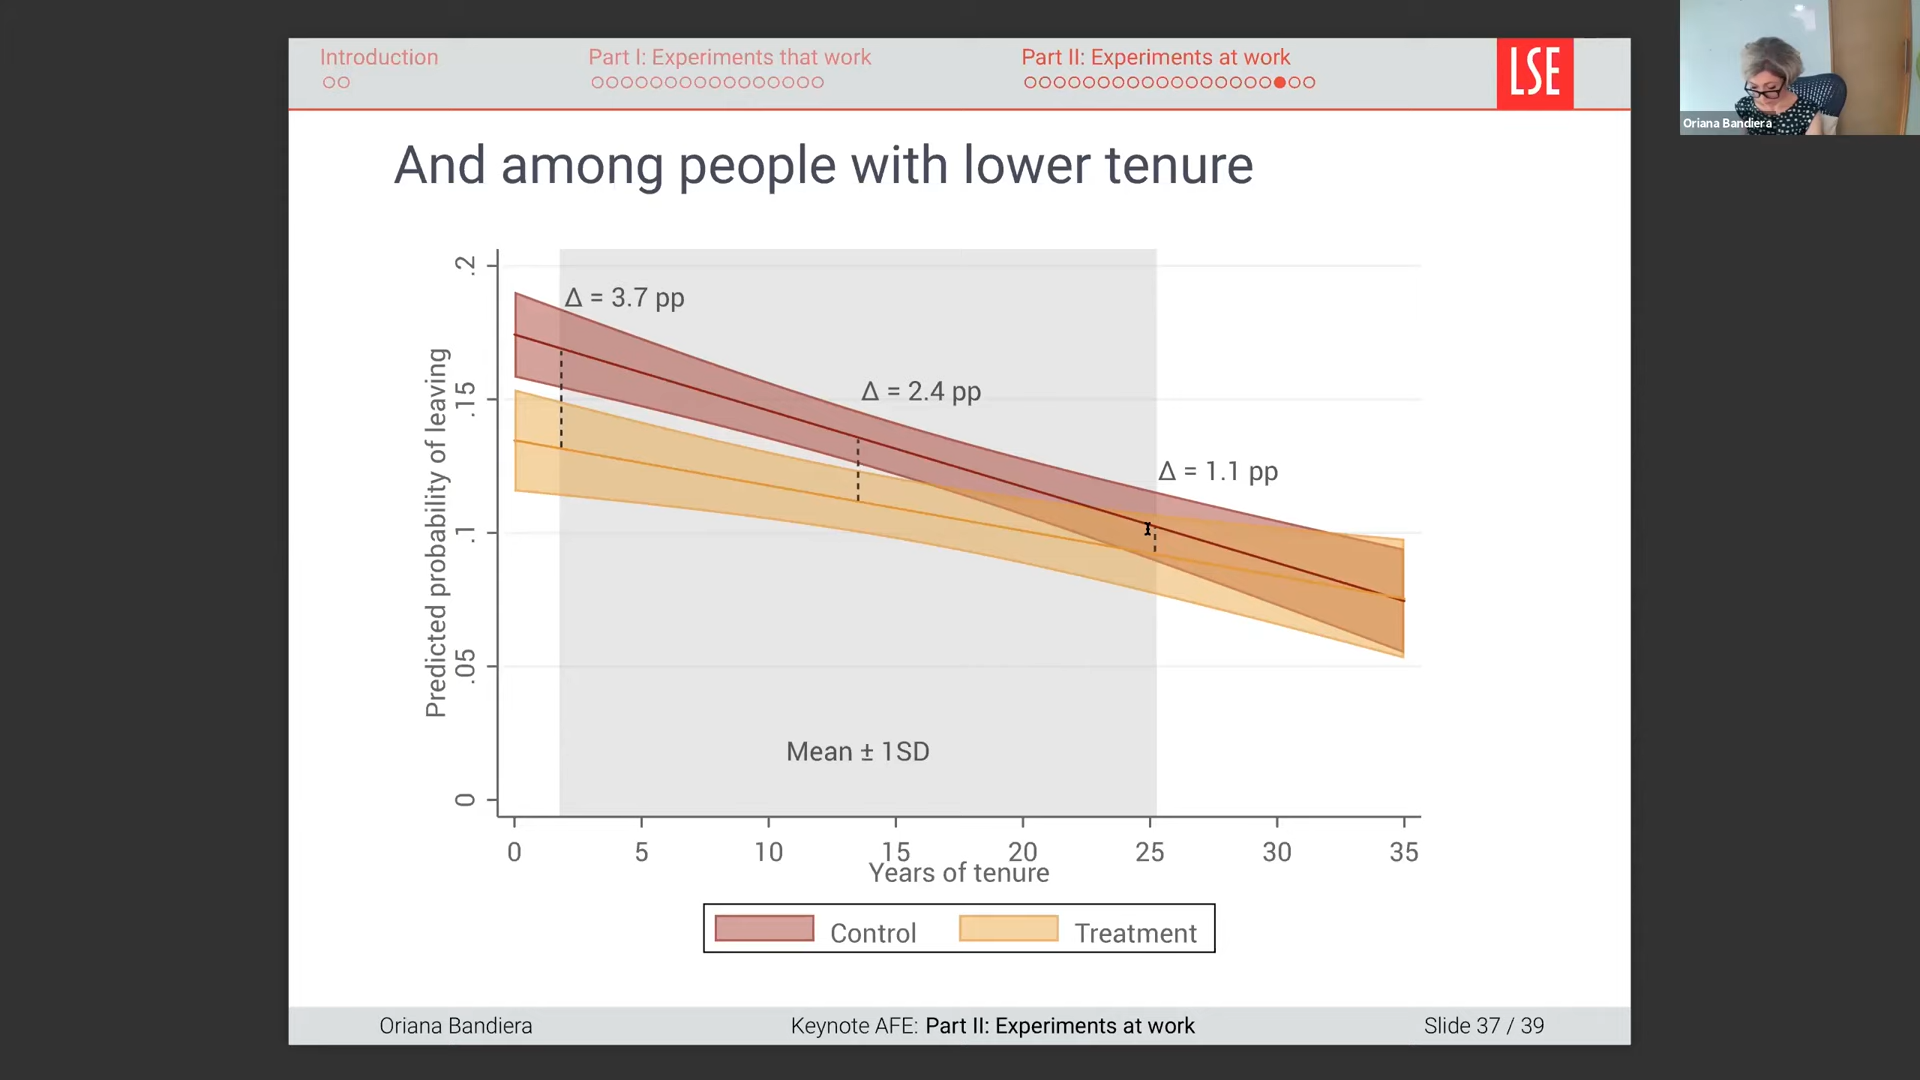 Introduction
Part I: Experiments that work
Part II: Experiments at work
LSE
Oriana Bandiera
And among people with lower tenure
Predicted probability of leaving
.2
.15
.1
.05
0
Δ = 3.7 pp
Δ = 2.4 pp
Δ = 1.1 pp
Mean ± 1SD
0 5 10 15 20 25 30 35
Years of tenure
Control Treatment
Oriana Bandiera
Keynote AFE: Part II: Experiments at work
Slide 37 / 39